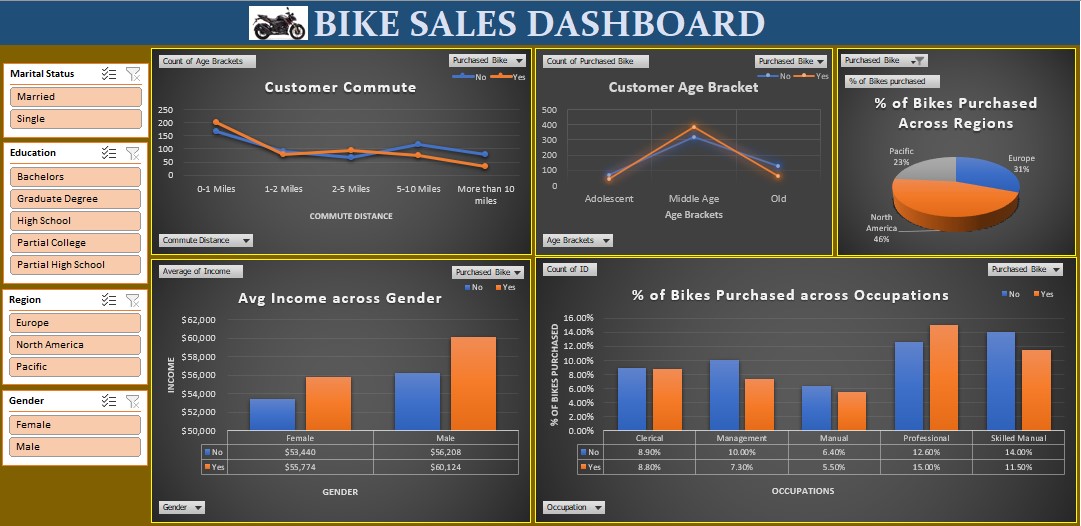 BIKE SALES DASHBOARD
Marital Status
Married
Single
Education
Bachelors
Graduate Degree
High School
Partial College
Partial High School
Region
Europe
North America
Pacific
Gender
Female
Male
Count of Age Brackets
Purchased Bike
No Yes
Customer Commute
250
200
150
100
50
0
0-1 Miles 1-2 Miles 2-5 Miles 5-10 Miles More than 10
miles
COMMUTE DISTANCE
Commute Distance
Count of Purchased Bike
Purchased Bike
No Yes
Customer Age Bracket
500
400
300
200
100
0
Adolescent Middle Age Old
Age Brackets
Age Brackets
Purchased Bike
% of Bikes purchased
% of Bikes Purchased
Across Regions
Pacific
23%
Europe
31%
North
America
46%
Average of Income
Purchased Bike
No Yes
Avg Income across Gender
INCOME
$62,000
$60,000
$58,000
$56,000
$54,000
$52,000
$50,000
Female Male
No $53,440 $56,208
Yes $55,774 $60,124
GENDER
Gender
Count of ID
Purchased Bike
No Yes
% of Bikes Purchased across Occupations
% OF BIKES PURCHASED
16.00%
14.00%
12.00%
10.00%
8.00%
6.00%
4.00%
2.00%
0.00%
Clerical Management Manual Professional Skilled Manual
No 8.90% 10.00% 6.40% 12.60% 14.00%
Yes 8.80% 7.30% 5.50% 15.00% 11.50%
OCCUPATIONS
Occupation